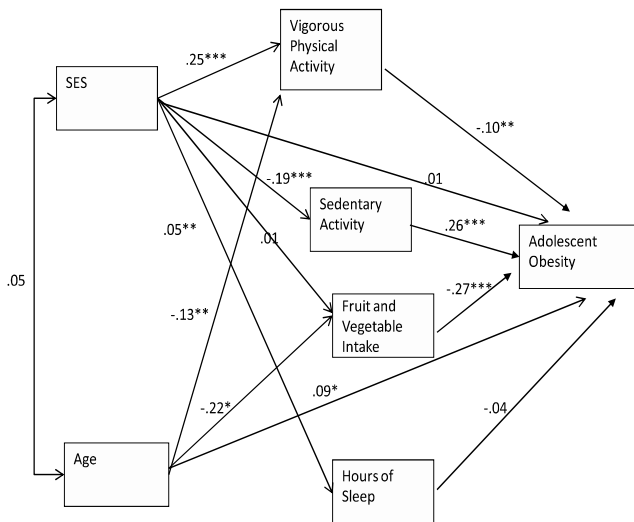 Vigorous
Physical
Activity
.25***
SES
-.10**
-.19***
.01
Sedentary
Activity
.05**
.01
.26***
Adolescent
Obesity
.05
-.13**
Fruit and
Vegetable
Intake
-.27***
-.22*
.09*
-.04
Age
Hours of
Sleep